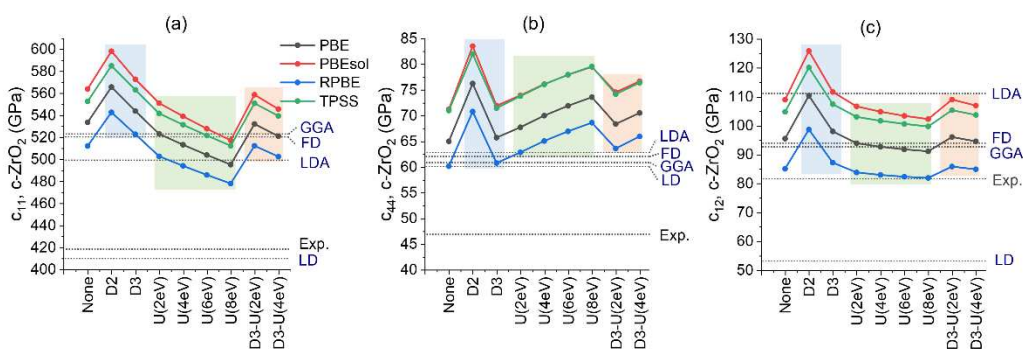 (a)
c11, c-ZrO2 (GPa)
600
580
560
540
520
500
480
460
440
420
400
PBE
PBEsol
RPBE
TPSS
GGA
FD
LDA
Exp.
LD
None
D2
D3
U(2eV)
U(4eV)
U(6eV)
U(8eV)
D3-U(2eV)
D3-U(4eV)
(b)
c44, c-ZrO2 (GPa)
85
80
75
70
65
60
55
50
45
40
LDA
FD
GGA
LD
Exp.
None
D2
D3
U(2eV)
U(4eV)
U(6eV)
U(8eV)
D3-U(2eV)
D3-U(4eV)
(c)
c12, c-ZrO2 (GPa)
130
120
110
100
90
80
70
60
50
LDA
FD
GGA
Exp.
LD
None
D2
D3
U(2eV)
U(4eV)
U(6eV)
U(8eV)
D3-U(2eV)
D3-U(4eV)